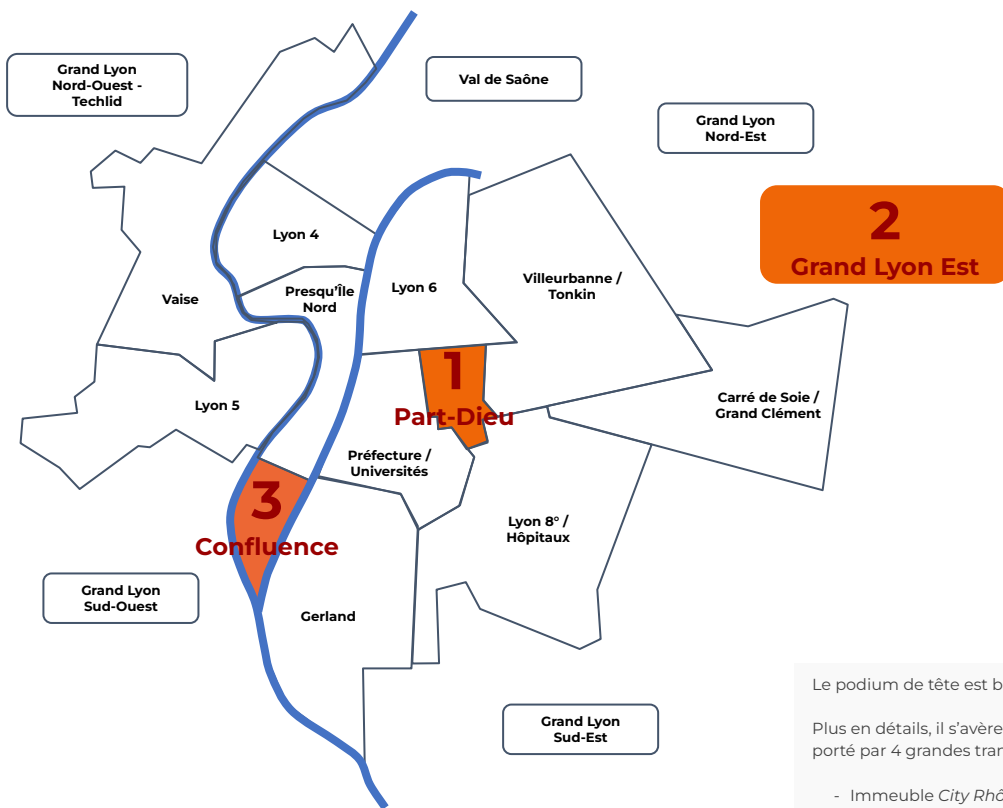 Grand Lyon
Nord-Ouest -
Techlid
Val de Saône
Grand Lyon
Nord-Est
2
Grand Lyon Est
Lyon 4
Presqu'Île
Nord
Lyon 6
Villeurbanne /
Tonkin
Vaise
1
Part-Dieu
Carré de Soie /
Grand Clément
Lyon 5
Préfecture /
Universités
3
Confluence
Lyon 8° /
Hôpitaux
Grand Lyon
Sud-Ouest
Gerland
Grand Lyon
Sud-Est
Le podium de tête est
Plus en détails, il s'avère
porté par 4 grandes
- Immeuble City